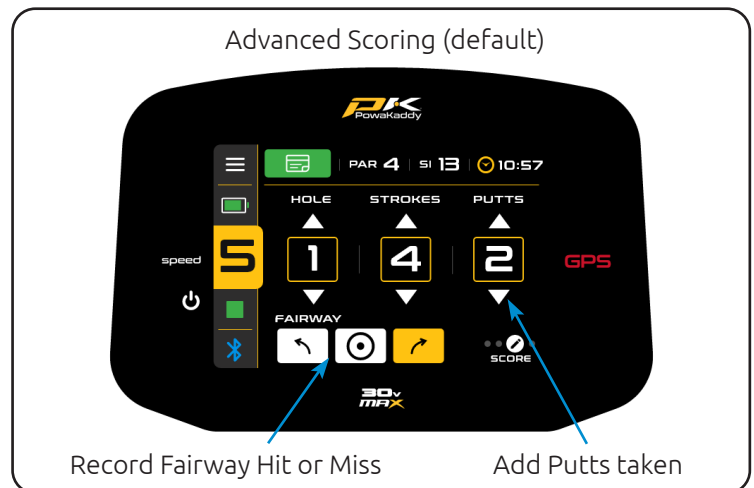 Advanced Scoring (default)
PK
PowaKaddy
PAR 4 SI 13 10:57
HOLE STROKES PUTTS
speed 5 1 4 2 GPS
FAIRWAY
SCORE
30v
MAX
Record Fairway Hit or Miss Add Putts taken